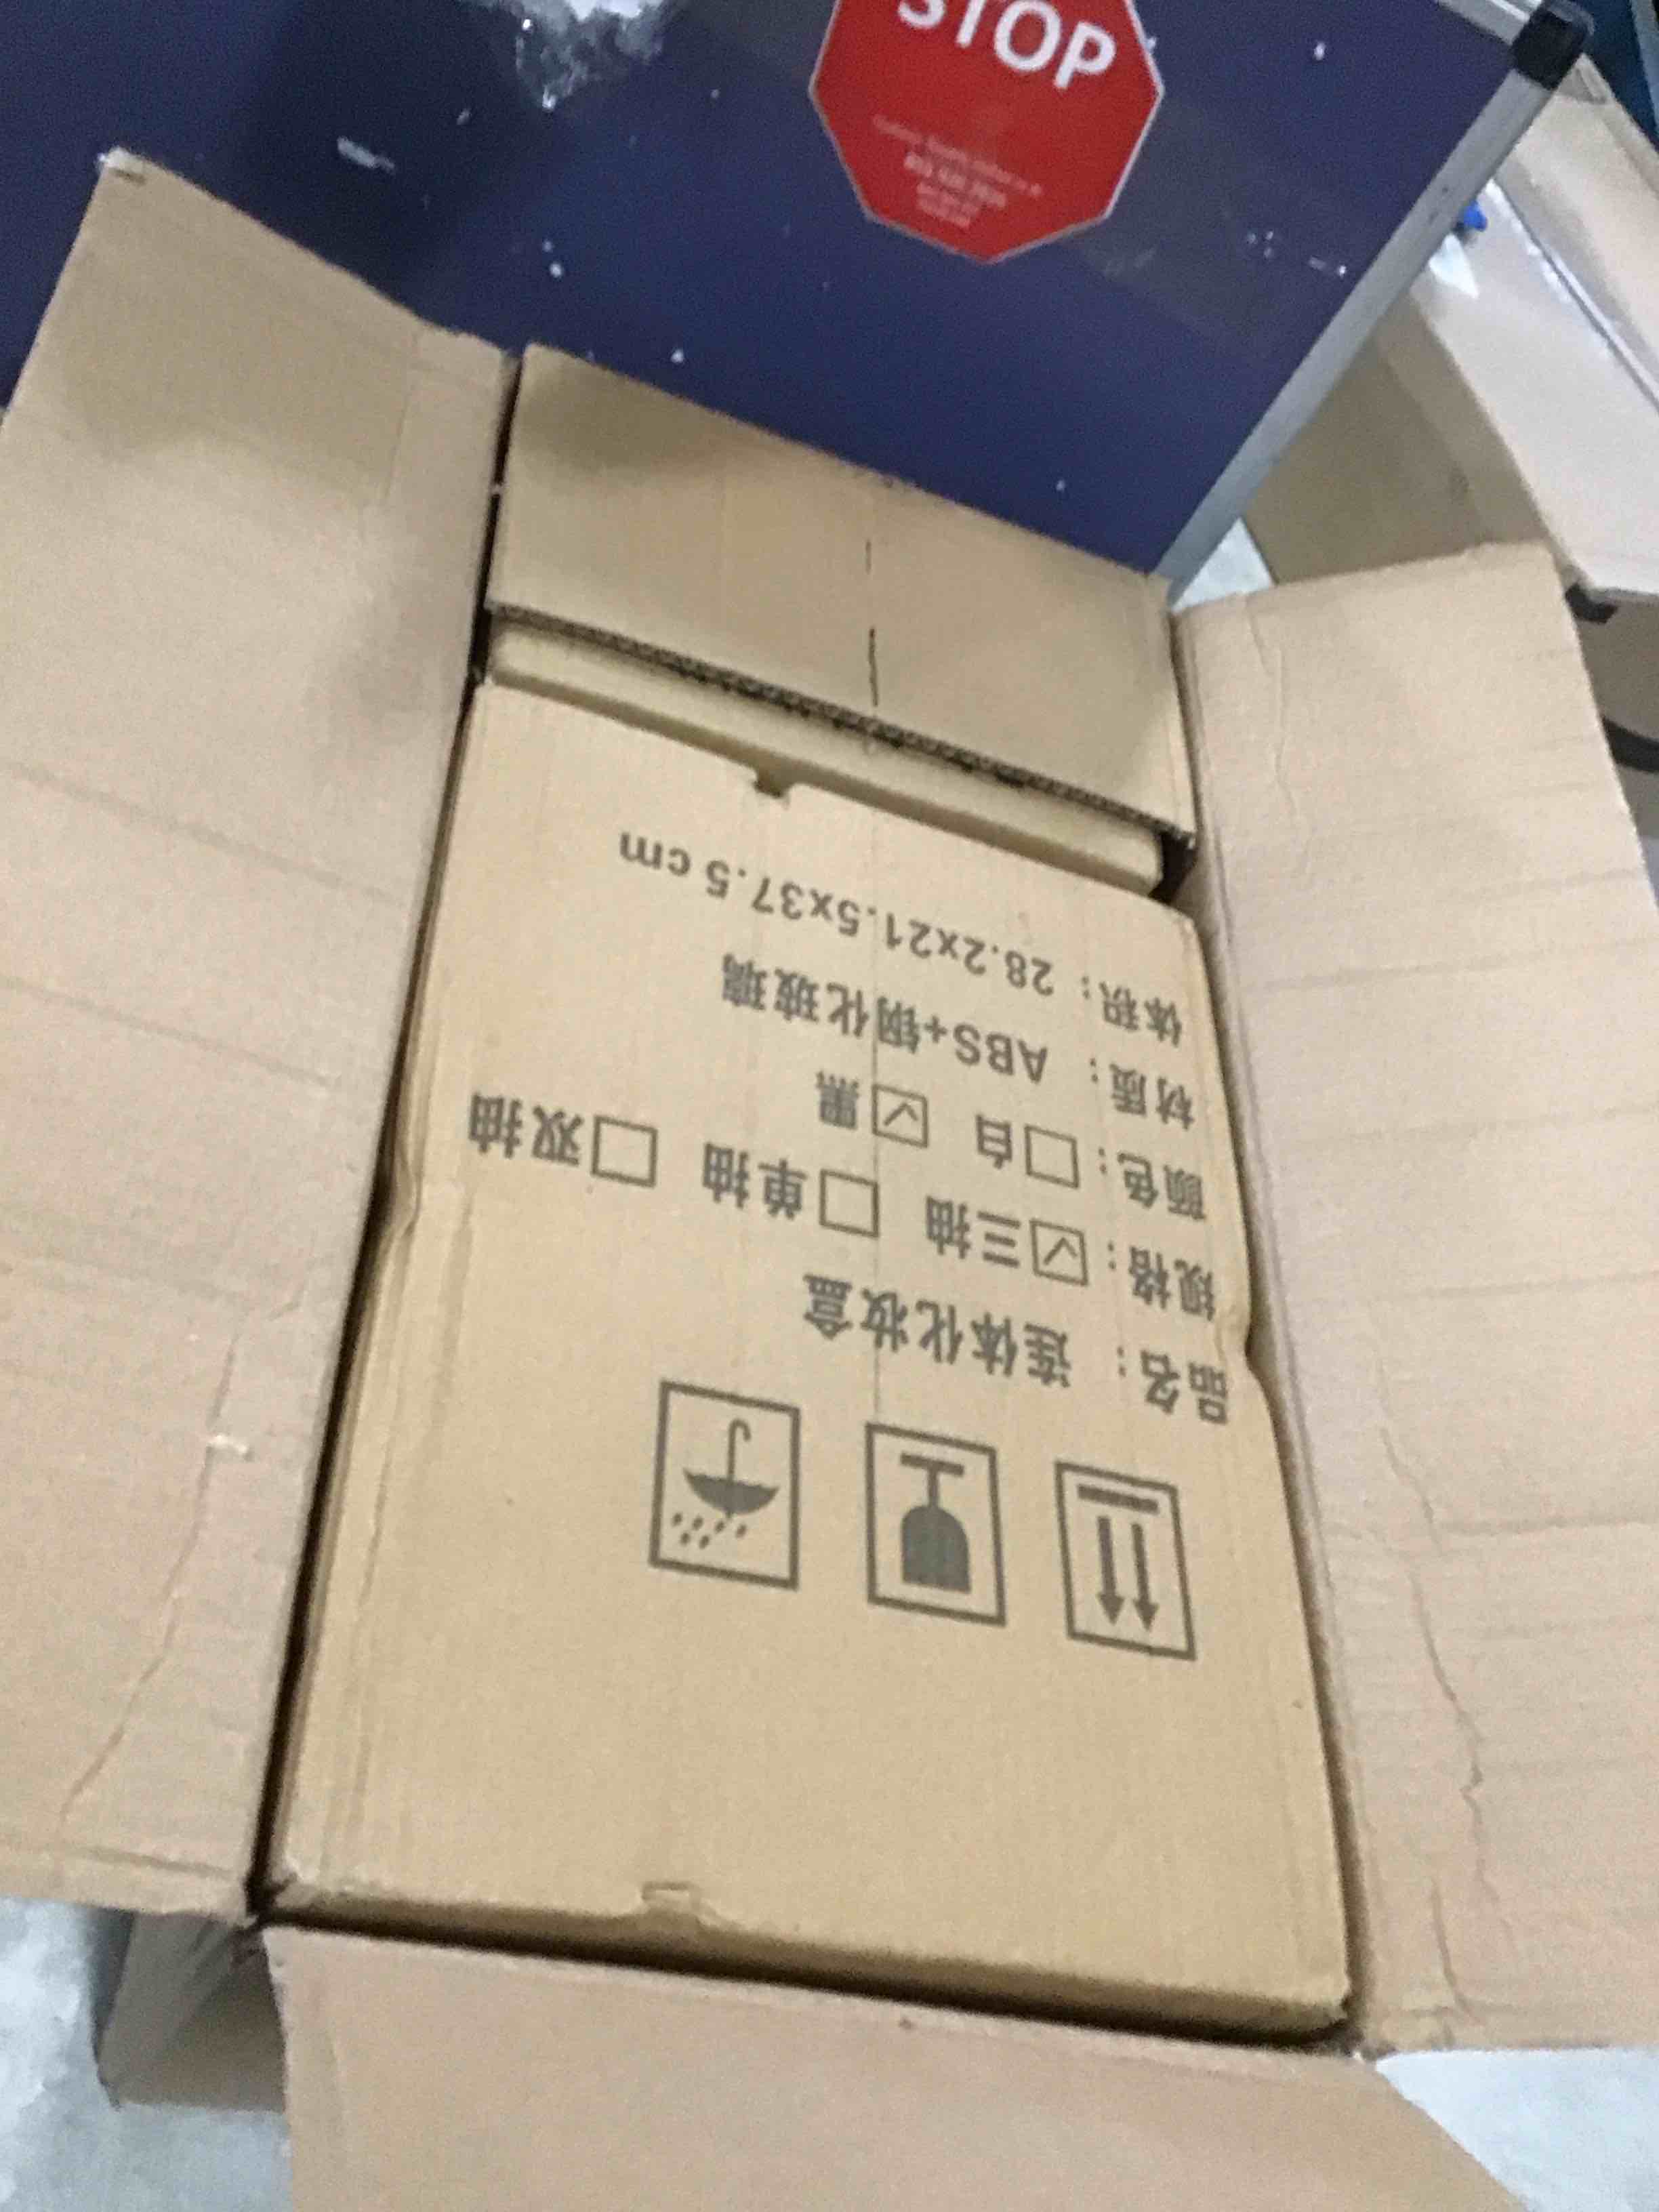 STOP
品名： 连体化妆盒
规格：☑三抽 ☐单抽 ☐双抽
颜色：☐白 ☑黑
材质： ABS+钢化玻璃
体积：28.2x21.5x37.5 cm